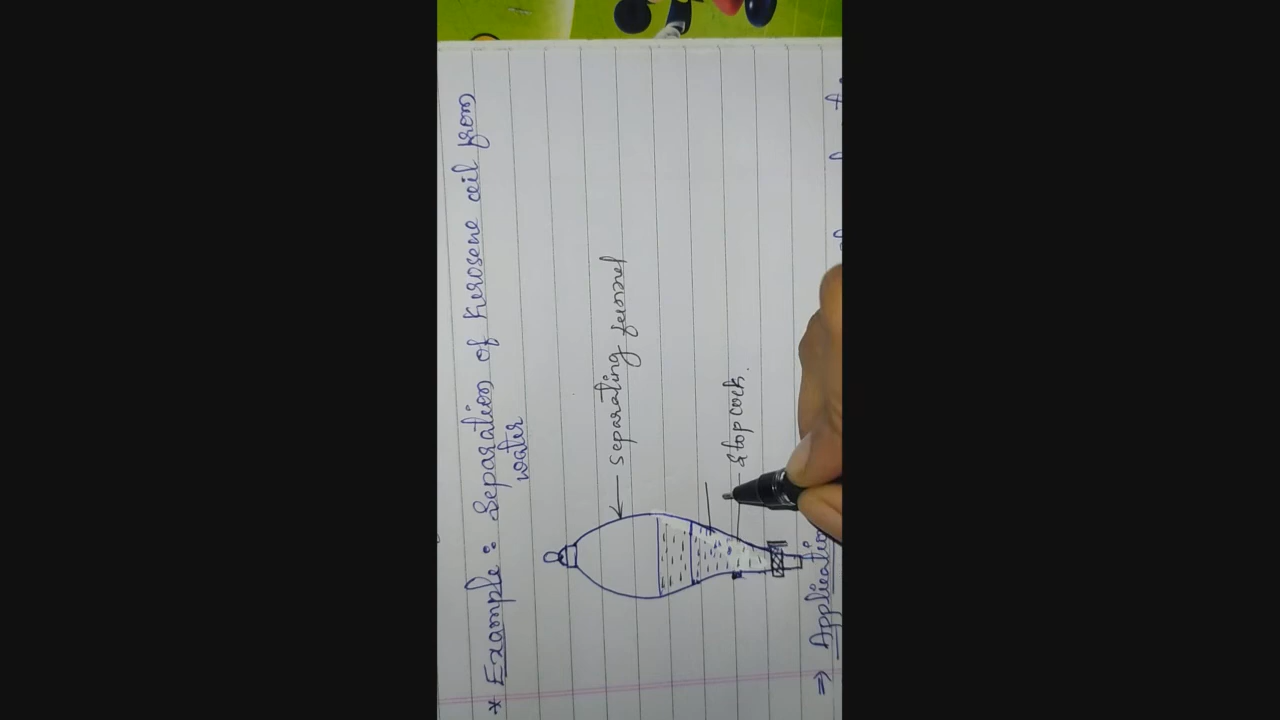 * Example : Separation of Kerosene oil from
water
separating funnel
stop cock.
⇒ Application